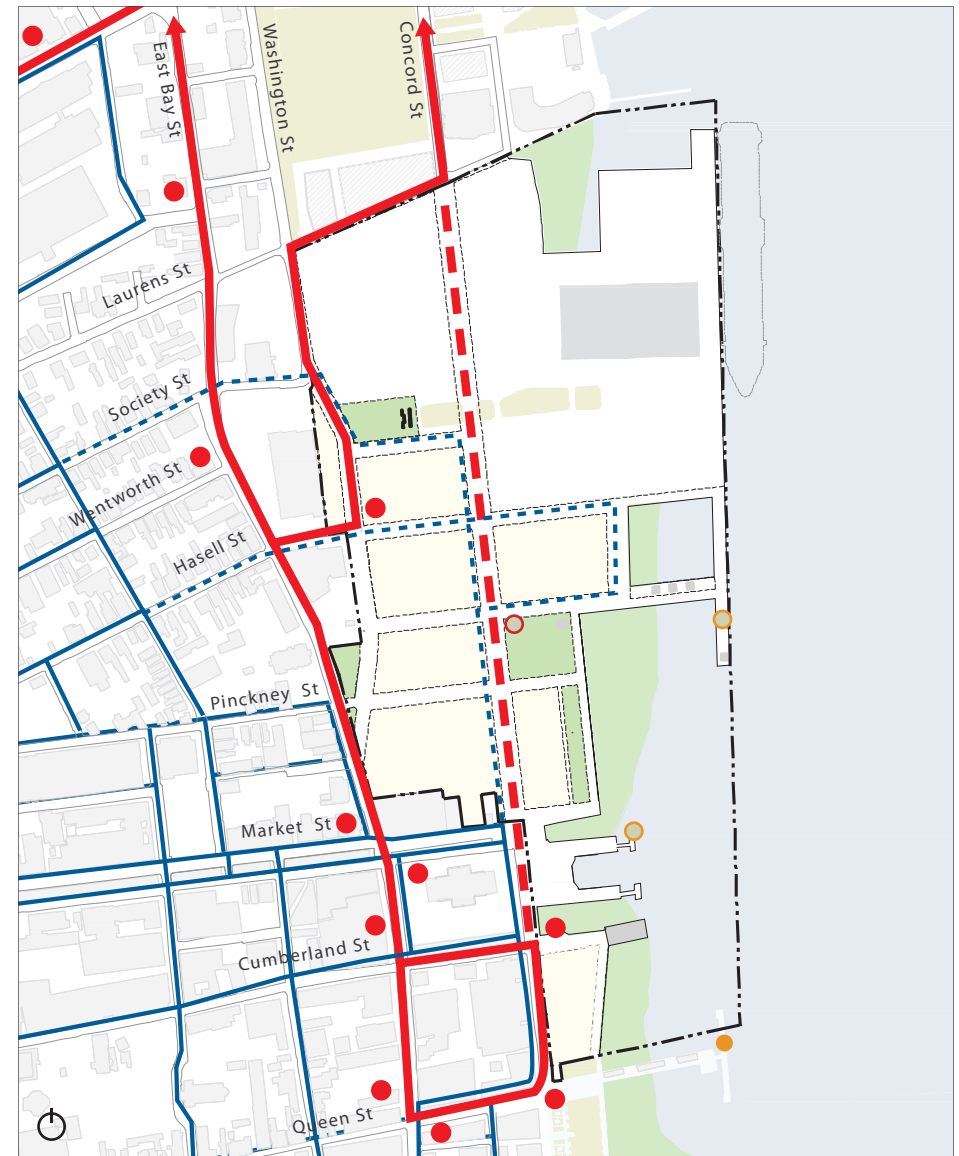 East Bay St
Washington St
Concord St
Laurens St
Society St
Wentworth St
Hasell St
Pinckney St
Market St
Cumberland St
Queen St